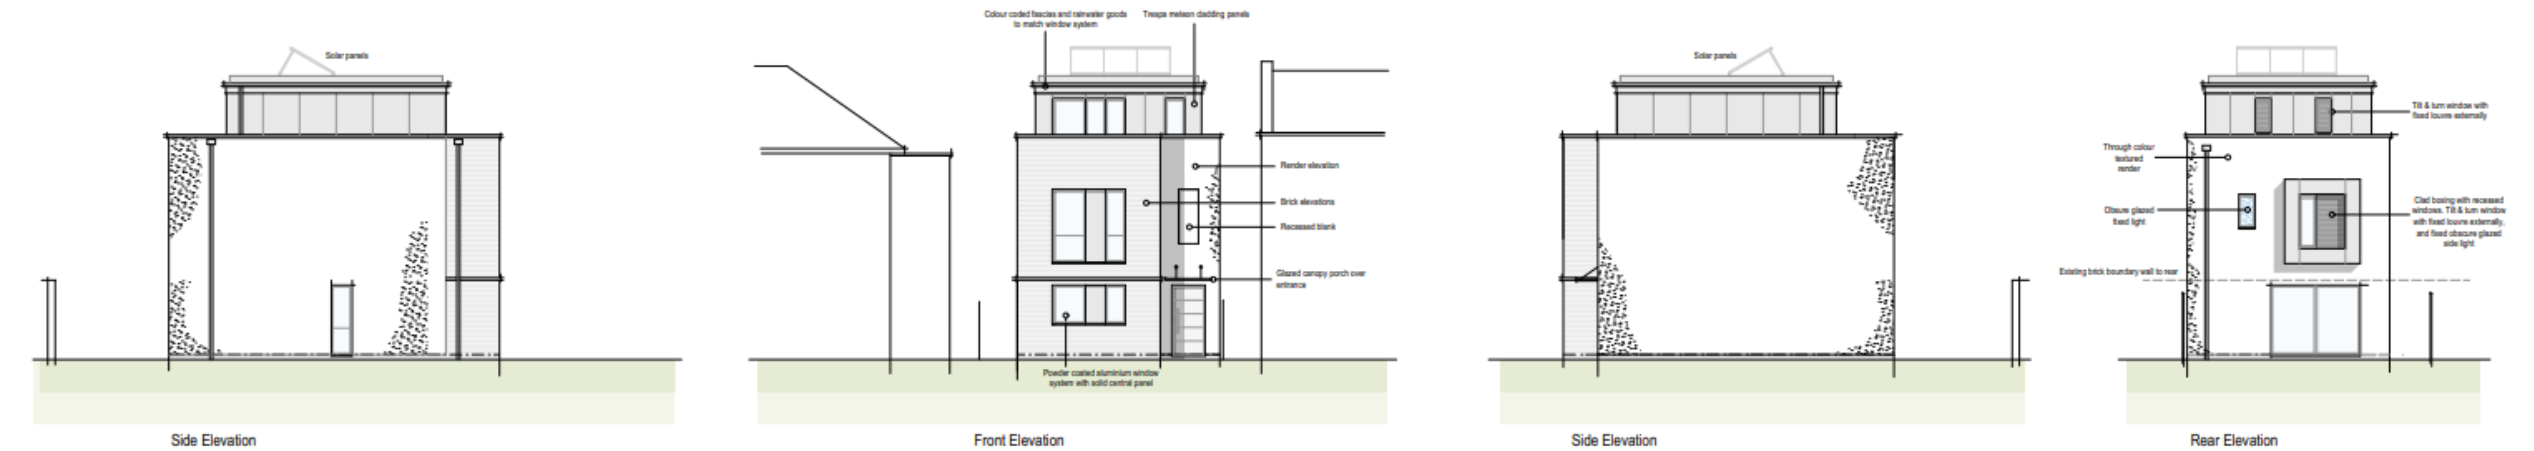 Solar panels
Side Elevation
Colour coded fascias and rainwater goods
to match window system
Trespa meteon cladding panels
Render elevation
Brick elevations
Recessed blank
Glazed canopy porch over
entrance
Powder coated aluminium window
system with solid central panel
Front Elevation
Solar panels
Side Elevation
Tilt & turn window with
fixed louvre externally
Through colour
textured
render
Obsure glazed
fixed light
Clad boxing with recessed
windows. Tilt & turn window
with fixed louvre externally,
and fixed obscure glazed
side light
Existing brick boundary wall to rear
Rear Elevation